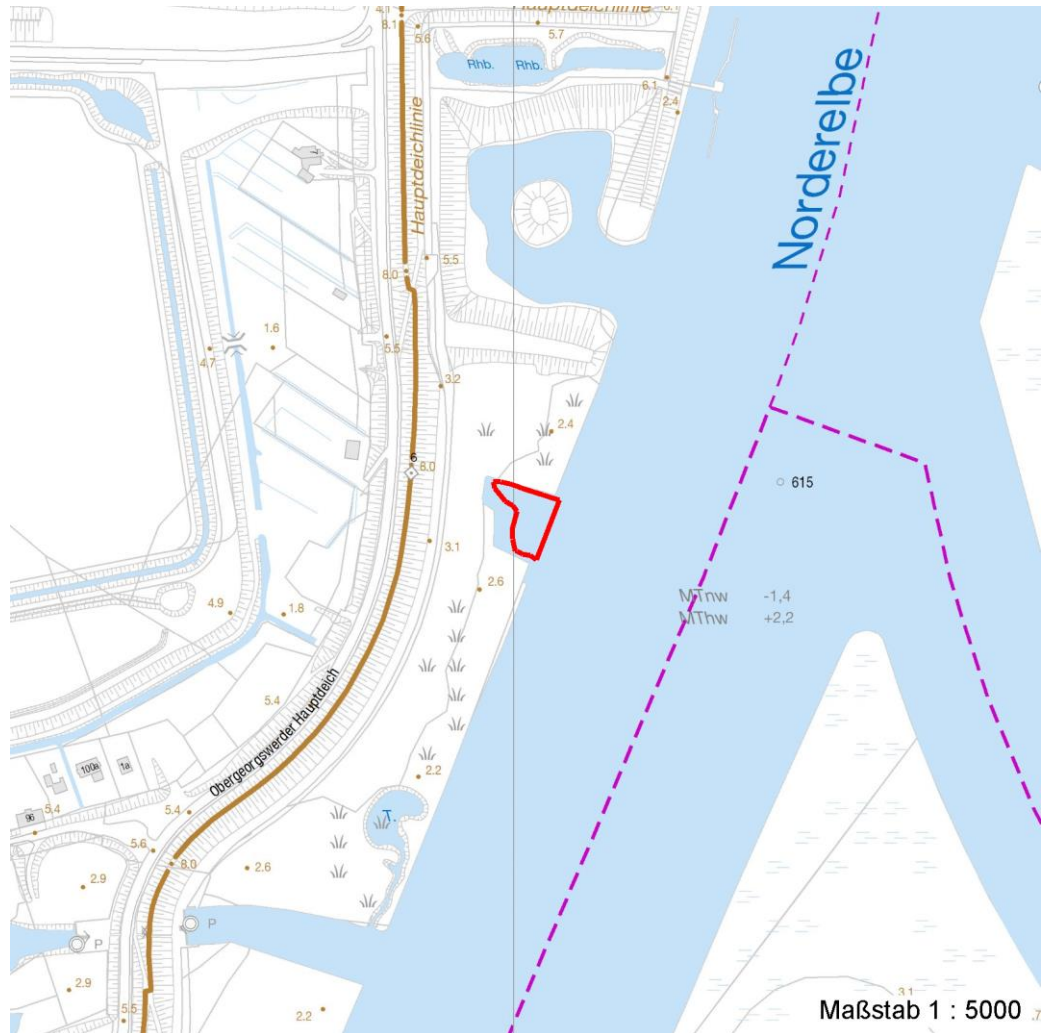 Hauptdeichlinie
6.1
8.1
5.6
5.7
Rhb.
Rhb.
6.1
2.4
Norderelbe
Hauptdeichlinie
5.5
8.0
1.6
4.7
5.5
3.2
2.4
6
8.0
615
3.1
2.6
MTnw -1,4
MThw +2,2
4.9
1.8
5.4
Obergeorgswerder Hauptdeich
100a
1a
2.2
5.4
T.
96
5.4
5.6
8.0
2.6
2.9
P
P
2.9
3.1
5.5
2.2
Maßstab 1 : 5000